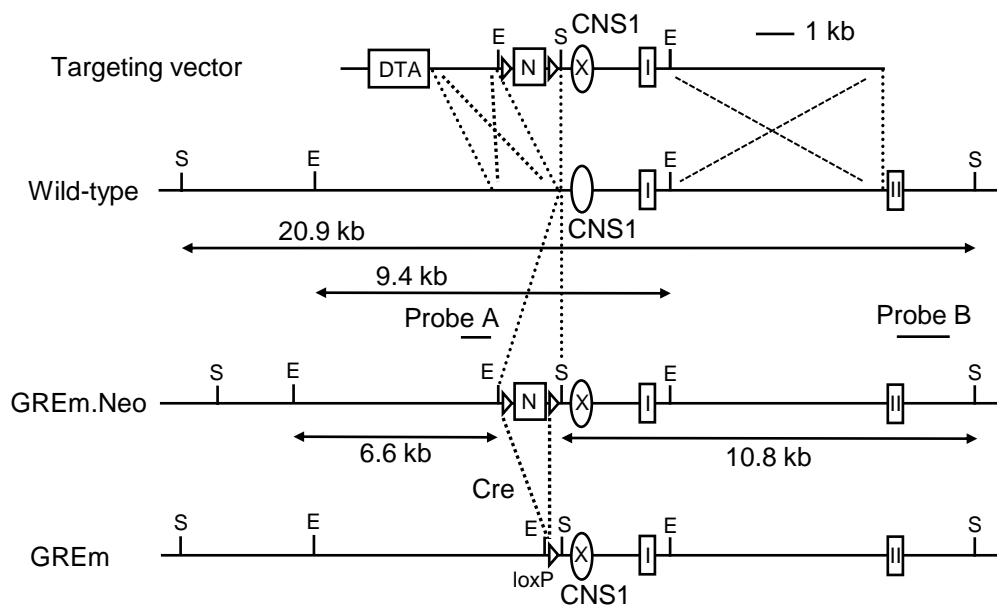 CNS1
E S E 1 kb
Targeting vector DTA N X I
S E E S
Wild-type I II
CNS1
20.9 kb
9.4 kb
Probe A Probe B
S E E S E S
GREm.Neo N X I II
6.6 kb 10.8 kb
Cre
S E E S E S
GREm X I II
loxP CNS1